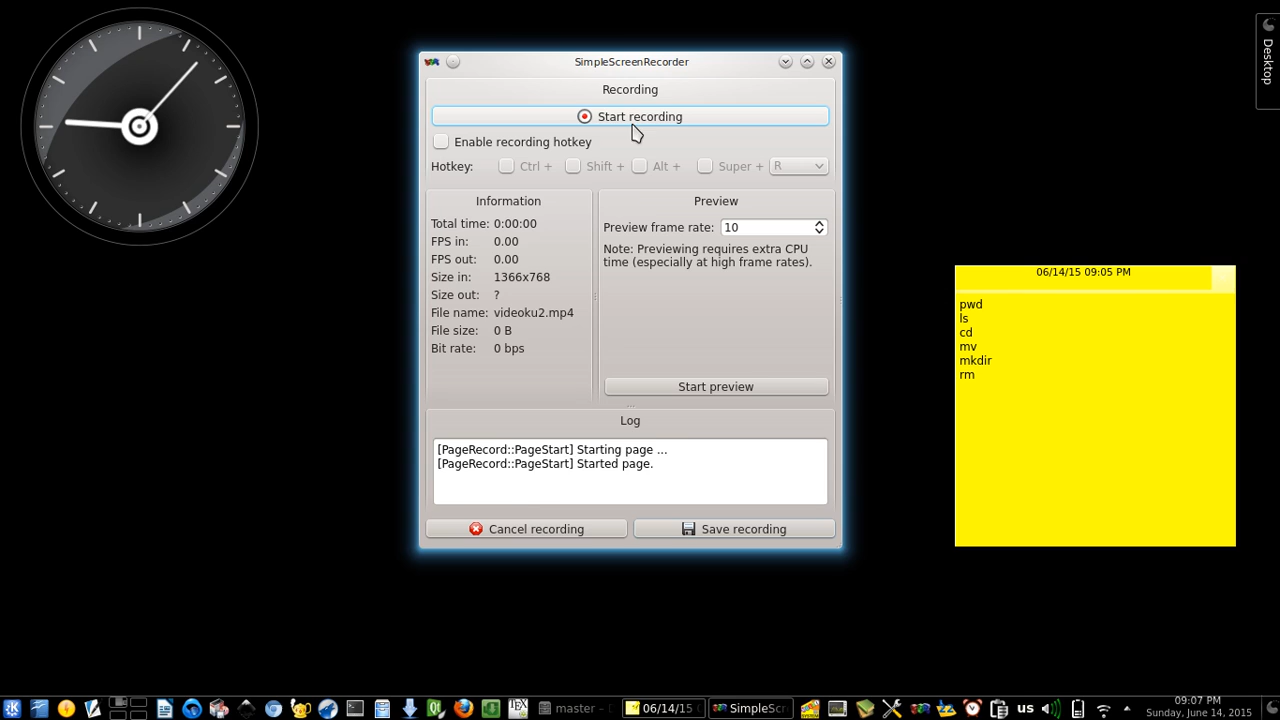 SimpleScreenRecorder
Desktop
Recording
Start recording
Enable recording hotkey
Hotkey: Ctrl + Shift + Alt + Super + R
Information
Total time: 0:00:00
FPS in: 0.00
FPS out: 0.00
Size in: 1366x768
Size out: ?
File name: videoku2.mp4
File size: 0 B
Bit rate: 0 bps
Preview
Preview frame rate: 10
Note: Previewing requires extra CPU
time (especially at high frame rates).
Start preview
Log
[PageRecord::PageStart] Starting page ...
[PageRecord::PageStart] Started page.
Cancel recording
Save recording
06/14/15 09:05 PM
pwd
ls
cd
mv
mkdir
rm
master –
06/14/15
SimpleScr
us
09:07 PM
Sunday, June 14, 2015